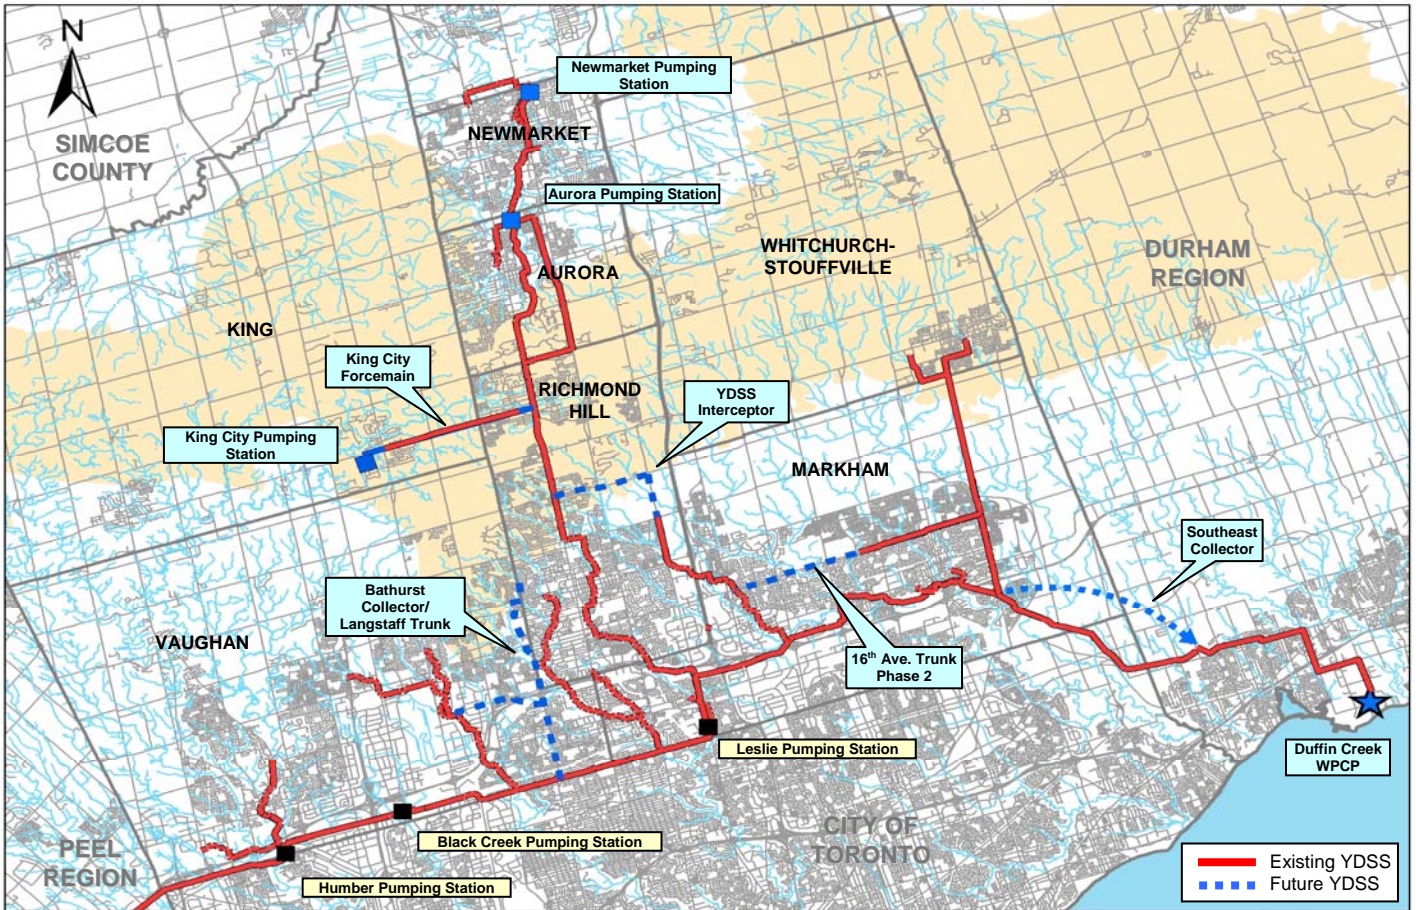 N
SIMCOE
COUNTY
Newmarket Pumping
Station
NEWMARKET
Aurora Pumping Station
AURORA
WHITCHURCH-
STOUFFVILLE
DURHAM
REGION
KING
King City
Forcemain
RICHMOND
HILL
YDSS
Interceptor
King City Pumping
Station
MARKHAM
Southeast
Collector
Bathurst
Collector/
Langstaff Trunk
VAUGHAN
16th Ave. Trunk
Phase 2
Leslie Pumping Station
Duffin Creek
WPCP
Black Creek Pumping Station
CITY OF
TORONTO
PEEL
REGION
Humber Pumping Station
Existing YDSS
Future YDSS